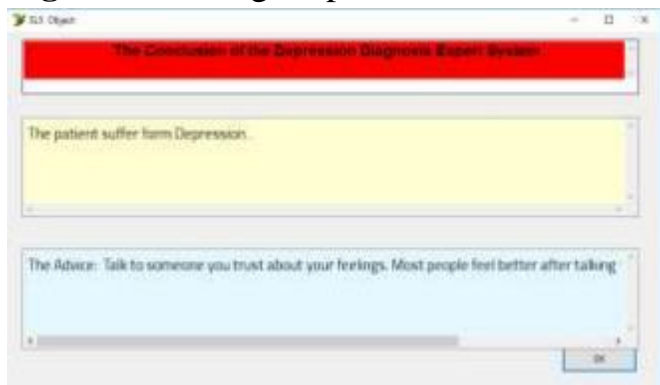 SL5 Object
The Conclusion of the Depression Diagnosis Expert System
The patient suffer form Depression.
The Advice: Talk to someone you trust about your feelings. Most people feel better after talking
OK